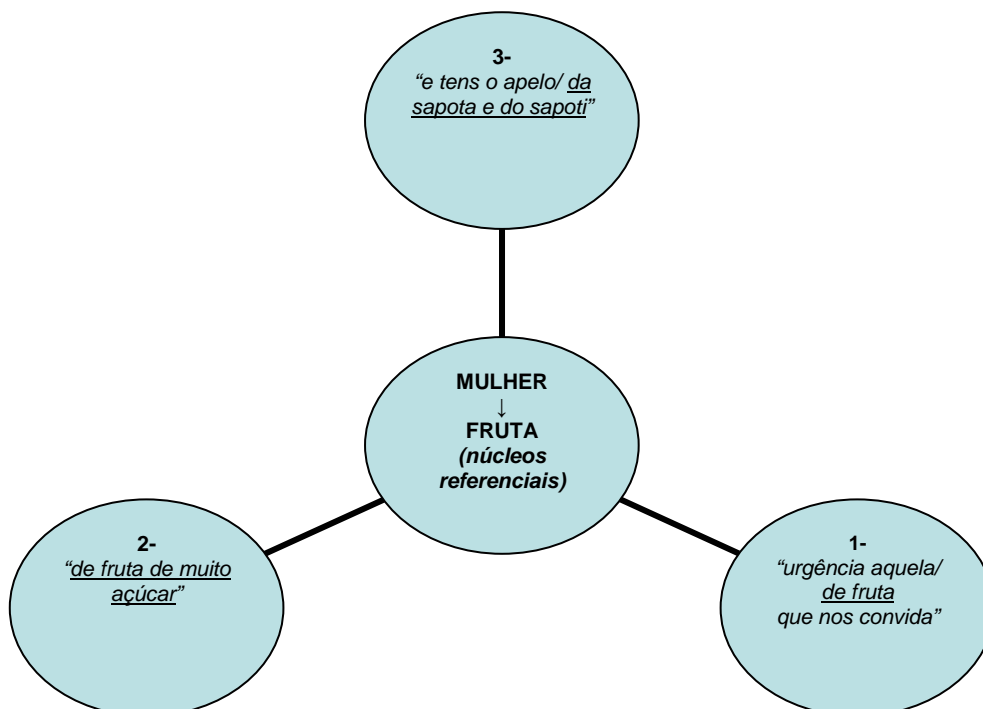 3-
“e tens o apelo/ da
sapota e do sapoti”
MULHER
↓
FRUTA
(núcleos
referenciais)
2-
“de fruta de muito
açúcar”
1-
“urgência aquela/
de fruta
que nos convida”